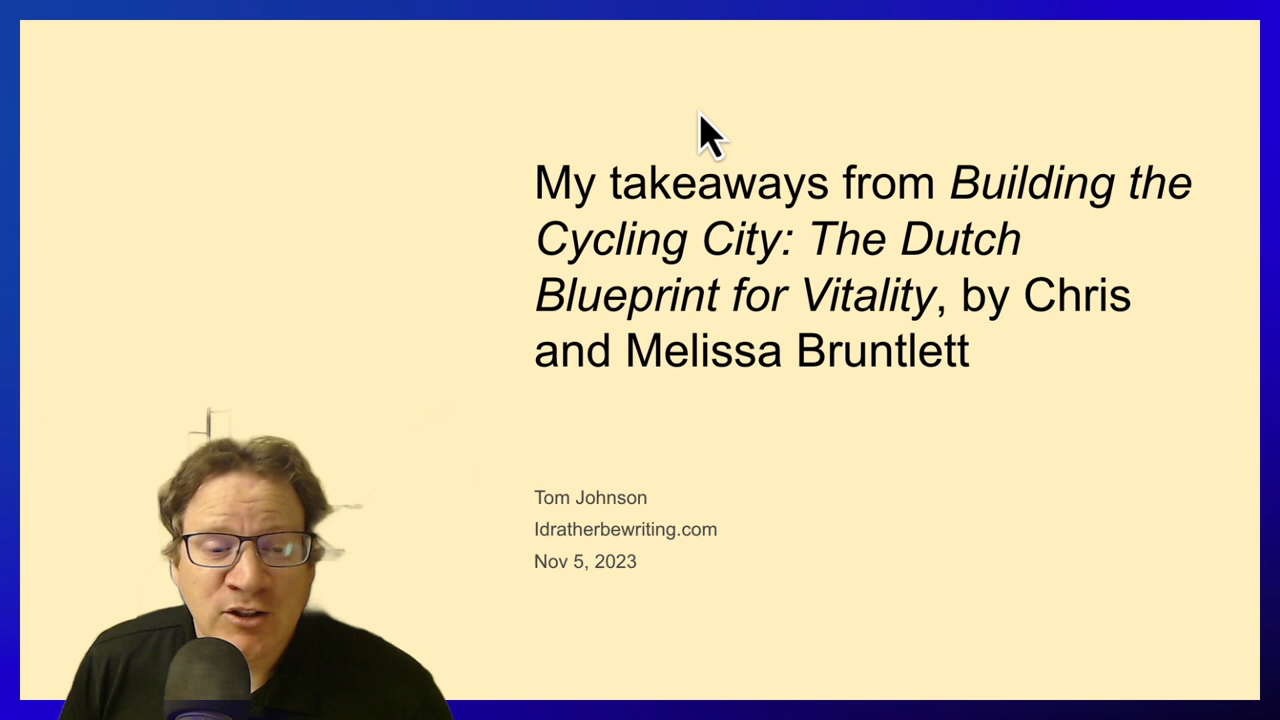 My takeaways from Building the
Cycling City: The Dutch
Blueprint for Vitality, by Chris
and Melissa Bruntlett
Tom Johnson
Idratherbewriting.com
Nov 5, 2023